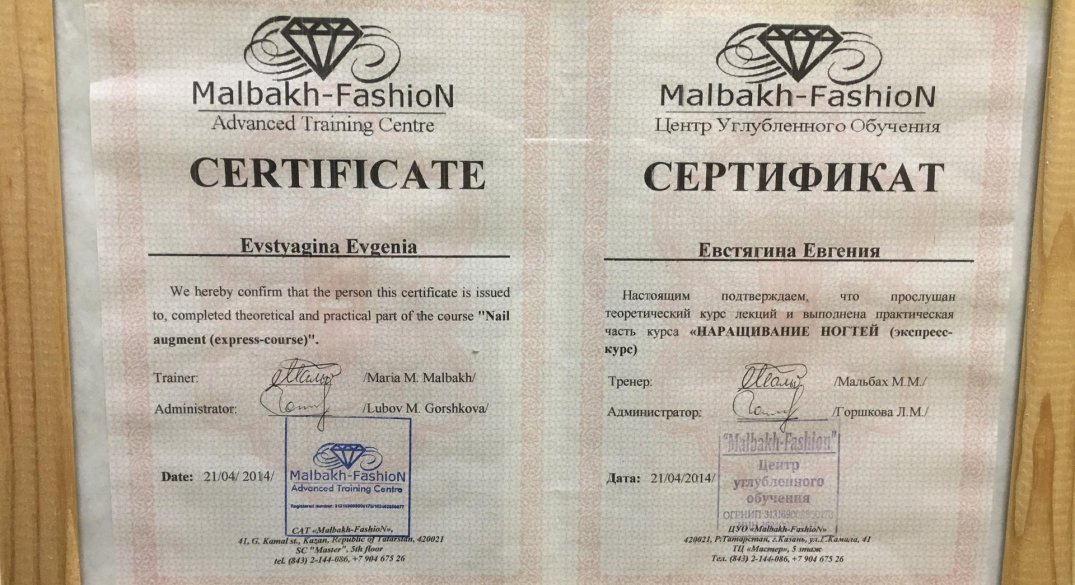 Malbakh-FashioN
Advanced Training Centre
CERTIFICATE
Evstyagina Evgenia
We hereby confirm that the person this certificate is issued
to, completed theoretical and practical part of the course "Nail
augment (express-course)".
Trainer: /Maria M. Malbakh/
Administrator: /Lubov M. Gorshkova/
Date: 21/04/ 2014/
Malbakh-FashioN
Advanced Training Centre
Registered number:
CAT «Malbakh-FashioN»,
41, G. Kamal st., Kazan, Republic of Tatarstan, 420021
SC "Master", 5th floor
tel. (843) 2-144-086, +7 904 675 26
Malbakh-FashioN
Центр Углубленного Обучения
СЕРТИФИКАТ
Евстягина Евгения
Настоящим подтверждаем, что прослушан
теоретический курс лекций и выполнена практическая
часть курса «НАРАЩИВАНИЕ НОГТЕЙ (экспресс-
курс)
Тренер: /Мальбах М.М./
Администратор: /Горшкова Л.М./
Дата: 21/04/2014/
"Malbakh-Fashion"
Центр
углубленного
обучения
ОГРНИП
ЦУО «Malbakh-FashioN»
420021, Р.Татарстан, г.Казань, ул.Г.Камала, 41
ТЦ «Мастер», 5 этаж
Тел. (843) 2-144-086, +7 904 675 26